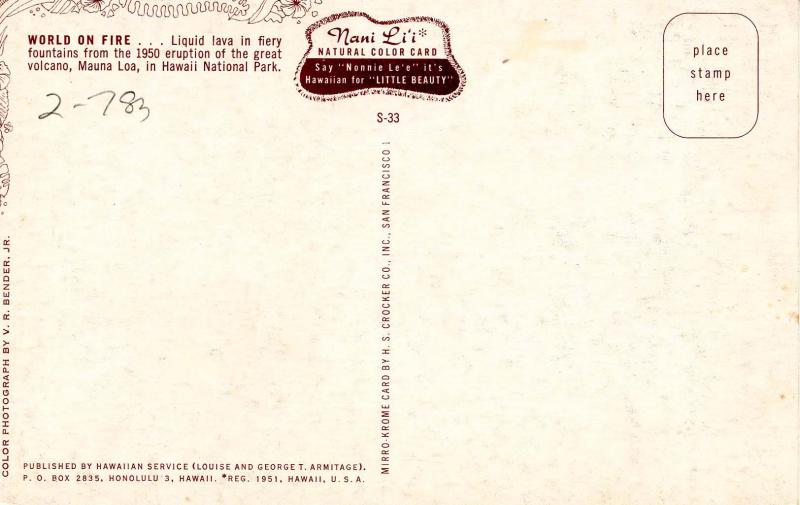 WORLD ON FIRE . . . Liquid lava in fiery
fountains from the 1950 eruption of the great
volcano, Mauna Loa, in Hawaii National Park.
2-783
Nani Li'i*
NATURAL COLOR CARD
Say "Nonnie Le'e" it's
Hawaiian for "LITTLE BEAUTY"
S-33
place
stamp
here
COLOR PHOTOGRAPH BY V. R. BENDER, JR.
MIRRO-KROME CARD BY H. S. CROCKER CO., INC., SAN FRANCISCO 1
PUBLISHED BY HAWAIIAN SERVICE (LOUISE AND GEORGE T. ARMITAGE).
P. O. BOX 2835, HONOLULU 3, HAWAII. *REG. 1951, HAWAII, U. S. A.